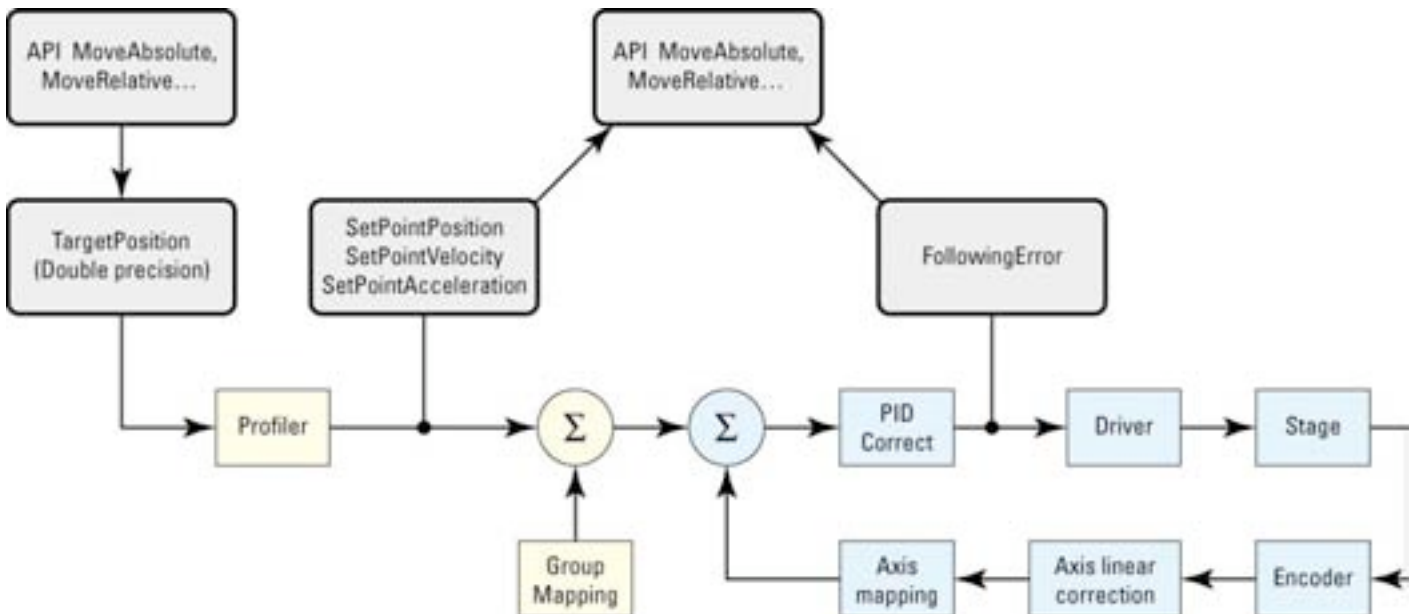 API MoveAbsolute,
MoveRelative…
API MoveAbsolute,
MoveRelative…
TargetPosition
(Double precision)
SetPointPosition
SetPointVelocity
SetPointAcceleration
FollowingError
Profiler
Σ
Σ
PID
Correct
Driver
Stage
Group
Mapping
Axis
mapping
Axis linear
correction
Encoder